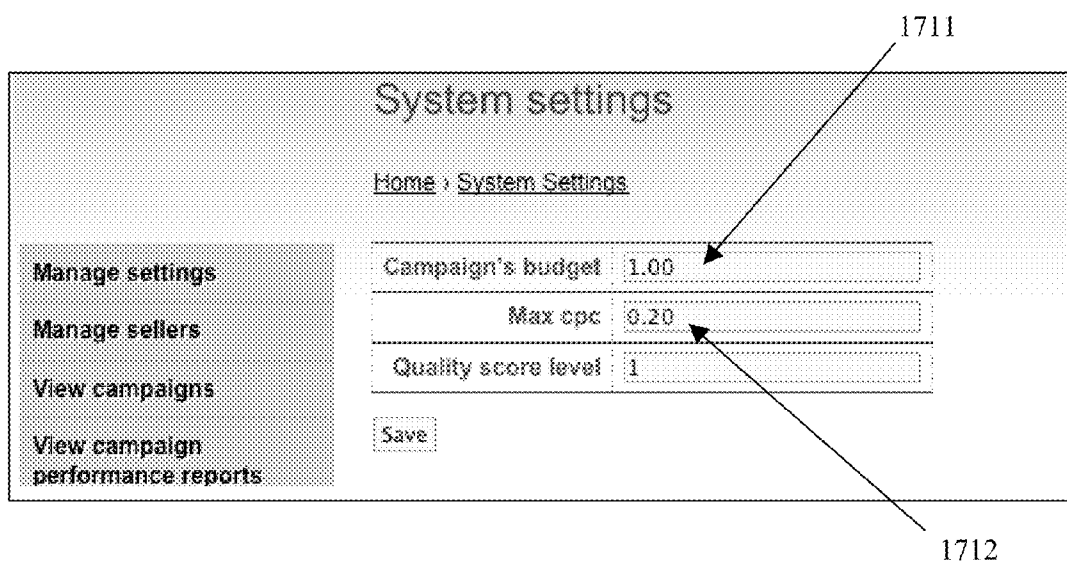 1711
System settings
Home › System Settings
Manage settings
Manage sellers
View campaigns
View campaign
performance reports
Campaign's budget 1.00
Max cpc 0.20
Quality score level 1
Save
1712